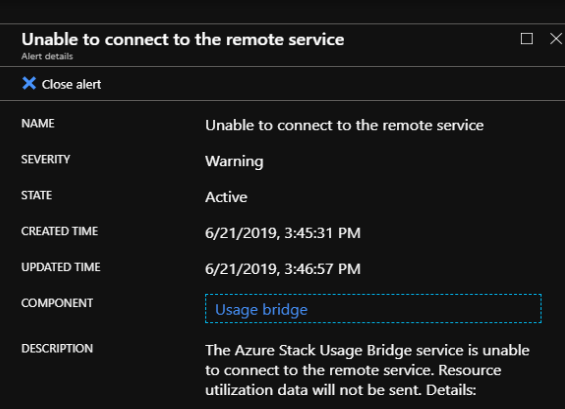 Unable to connect to the remote service
Alert details
Close alert
NAME Unable to connect to the remote service
SEVERITY Warning
STATE Active
CREATED TIME 6/21/2019, 3:45:31 PM
UPDATED TIME 6/21/2019, 3:46:57 PM
COMPONENT Usage bridge
DESCRIPTION The Azure Stack Usage Bridge service is unable
to connect to the remote service. Resource
utilization data will not be sent. Details: